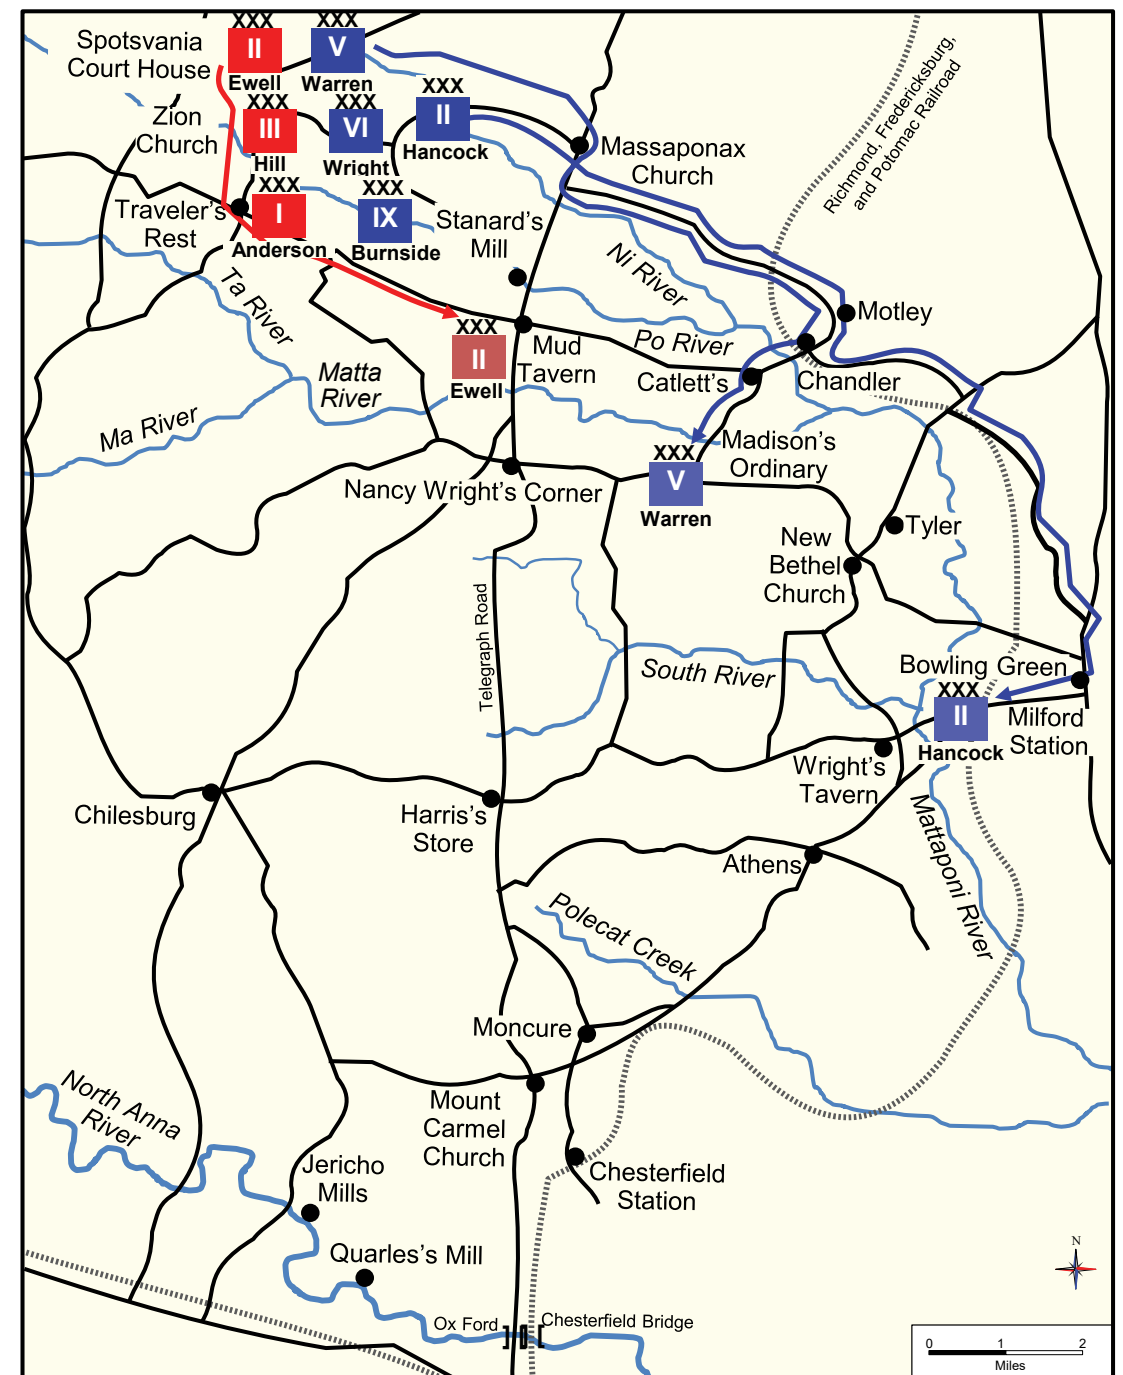 XXX
XXX
Spotsvania
Court House
II
V
Ewell
Warren
XXX
XXX
XXX
Zion
Church
III
VI
II
Hill
Wright
Hancock
Massaponax
Church
Richmond, Fredericksburg,
and Potomac Railroad
XXX
XXX
Traveler's
Rest
I
IX
Stanard's
Mill
Anderson
Burnside
Ni River
Ta River
Motley
XXX
II
Ewell
Mud
Tavern
Po River
Catlett's
Chandler
Matta
River
Ma River
Madison's
Ordinary
XXX
V
Warren
Nancy Wright's Corner
Tyler
New
Bethel
Church
Telegraph Road
South River
Bowling Green
XXX
II
Hancock
Milford
Station
Wright's
Tavern
Chilesburg
Harris's
Store
Athens
Mattaponi River
Polecat Creek
Moncure
North Anna
River
Mount
Carmel
Church
Jericho
Mills
Chesterfield
Station
Quarles's Mill
N
Ox Ford
Chesterfield Bridge
0 1 2
Miles